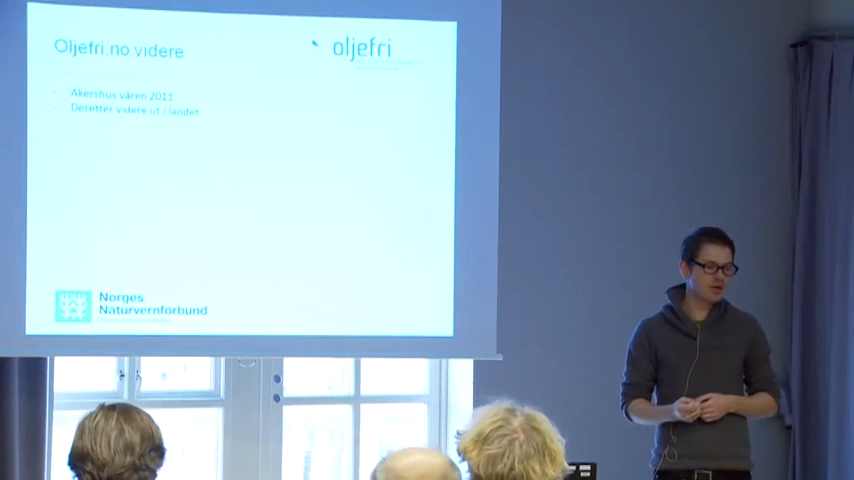 Oljefri.no videre
oljefri
- Akershus våren 2011
- Deretter videre ut i landet
Norges
Naturvernforbund